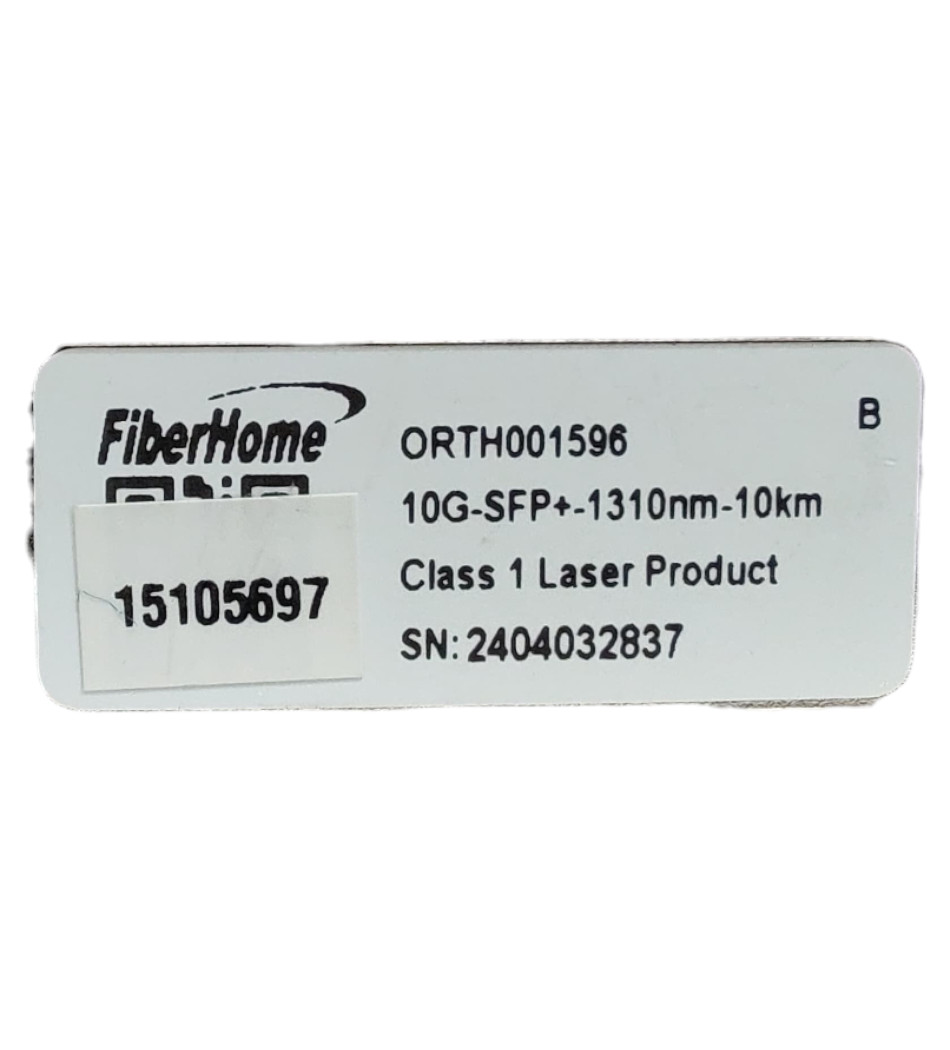 FiberHome
15105697
B
ORTH001596
10G-SFP+-1310nm-10km
Class 1 Laser Product
SN: 2404032837